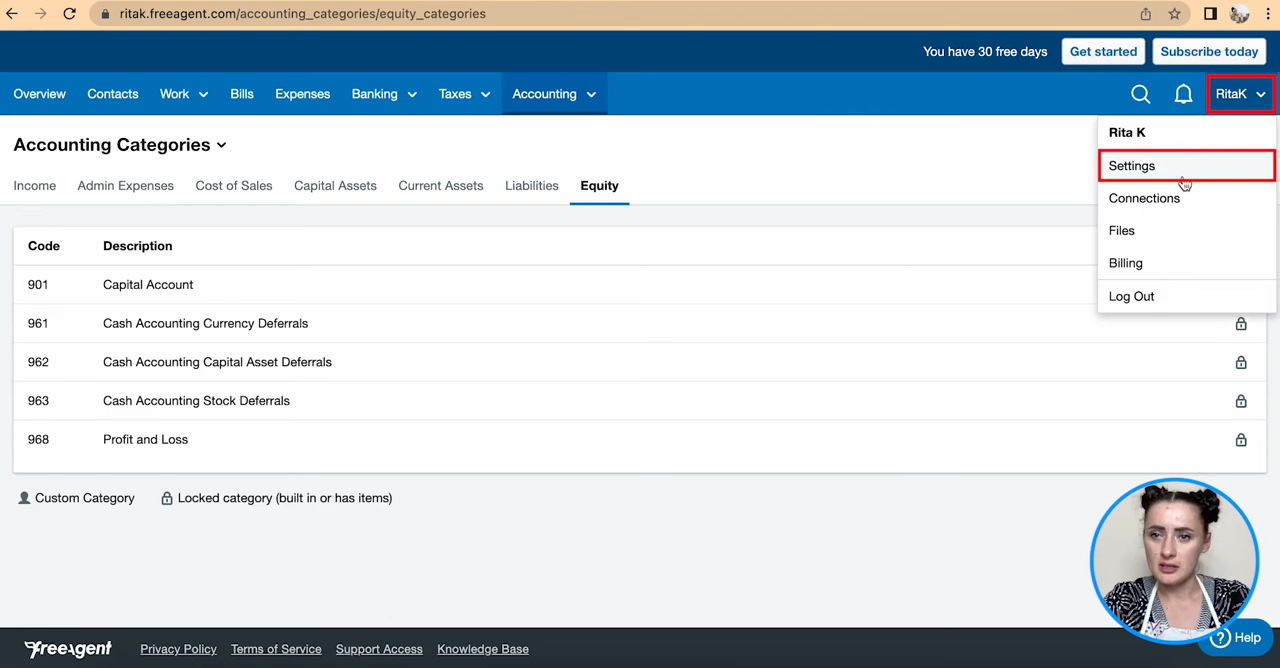 ritak.freeagent.com/accounting_categories/equity_categories
You have 30 free days Get started Subscribe today
Overview Contacts Work Bills Expenses Banking Taxes Accounting RitaK
Rita K
Settings
Connections
Files
Billing
Log Out
Accounting Categories
Income Admin Expenses Cost of Sales Capital Assets Current Assets Liabilities Equity
Code Description
901 Capital Account
961 Cash Accounting Currency Deferrals
962 Cash Accounting Capital Asset Deferrals
963 Cash Accounting Stock Deferrals
968 Profit and Loss
Custom Category Locked category (built in or has items)
freeagent Privacy Policy Terms of Service Support Access Knowledge Base
Help